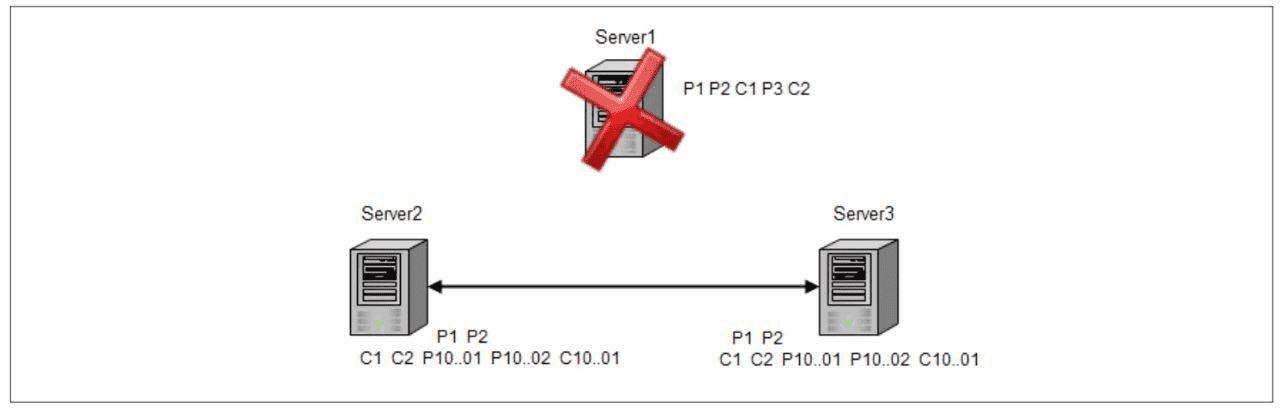 Server1
P1 P2 C1 P3 C2
Server2
Server3
P1 P2
C1 C2 P10..01 P10..02 C10..01
P1 P2
C1 C2 P10..01 P10..02 C10..01